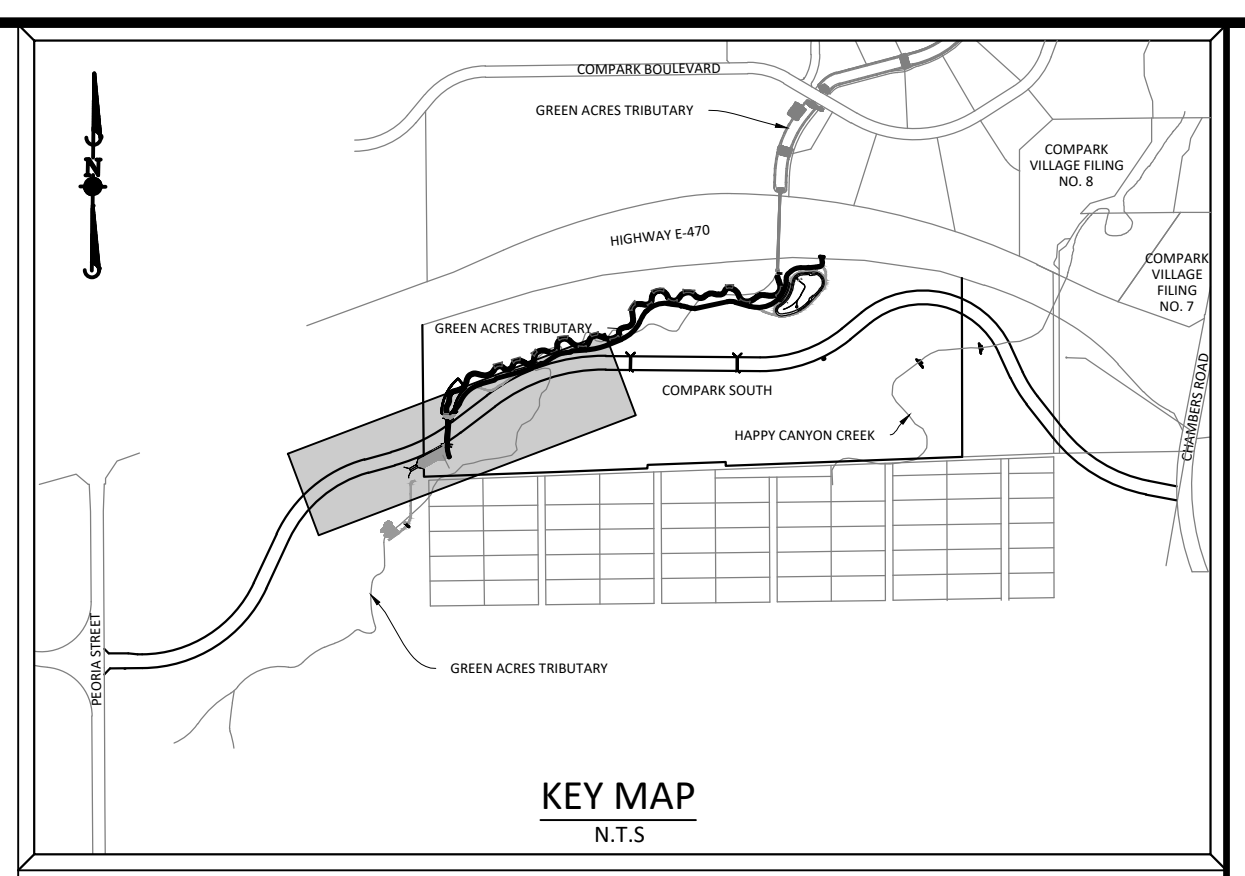 COMPARK BOULEVARD
GREEN ACRES TRIBUTARY
COMPARK
VILLAGE FILING
NO. 8
N
HIGHWAY E-470
COMPARK
VILLAGE
FILING
NO. 7
GREEN ACRES TRIBUTARY
COMPARK SOUTH
CHAMBERS ROAD
HAPPY CANYON CREEK
PEORIA STREET
GREEN ACRES TRIBUTARY
KEY MAP
N.T.S